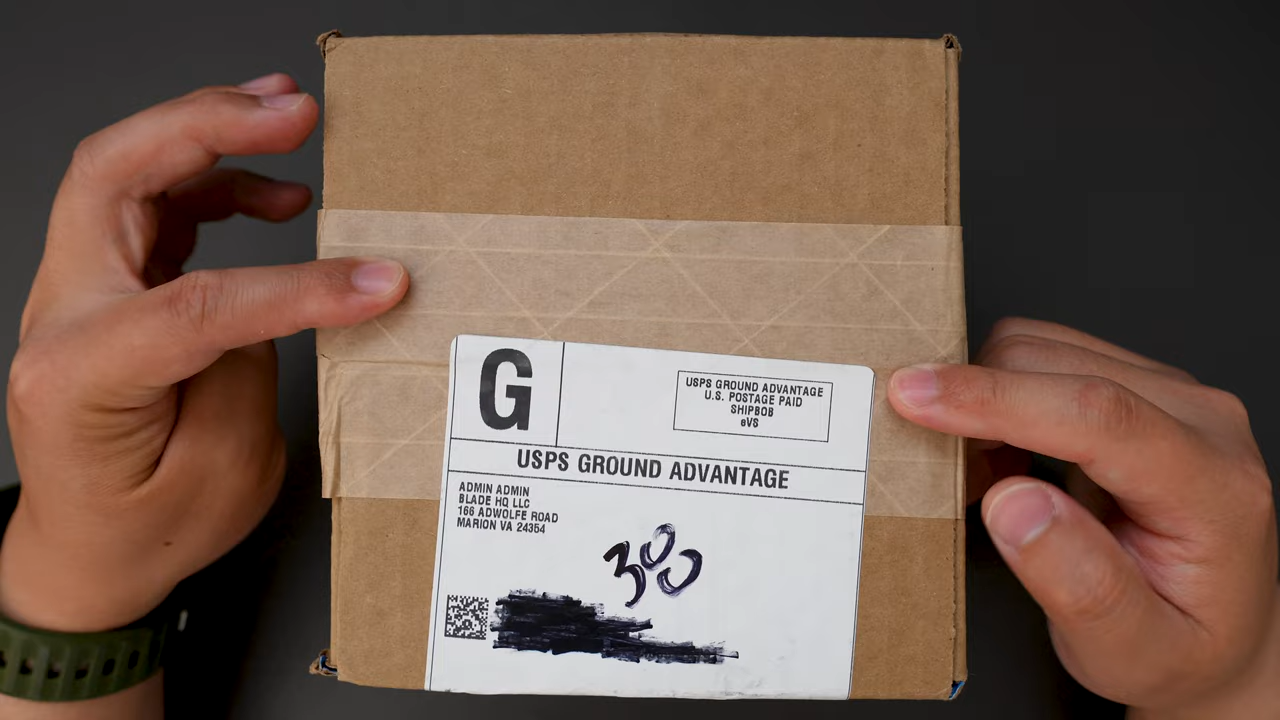 G
USPS GROUND ADVANTAGE
U.S. POSTAGE PAID
SHIPBOB
eVS
USPS GROUND ADVANTAGE
ADMIN ADMIN
BLADE HQ LLC
166 ADWOLFE ROAD
MARION VA 24354
300